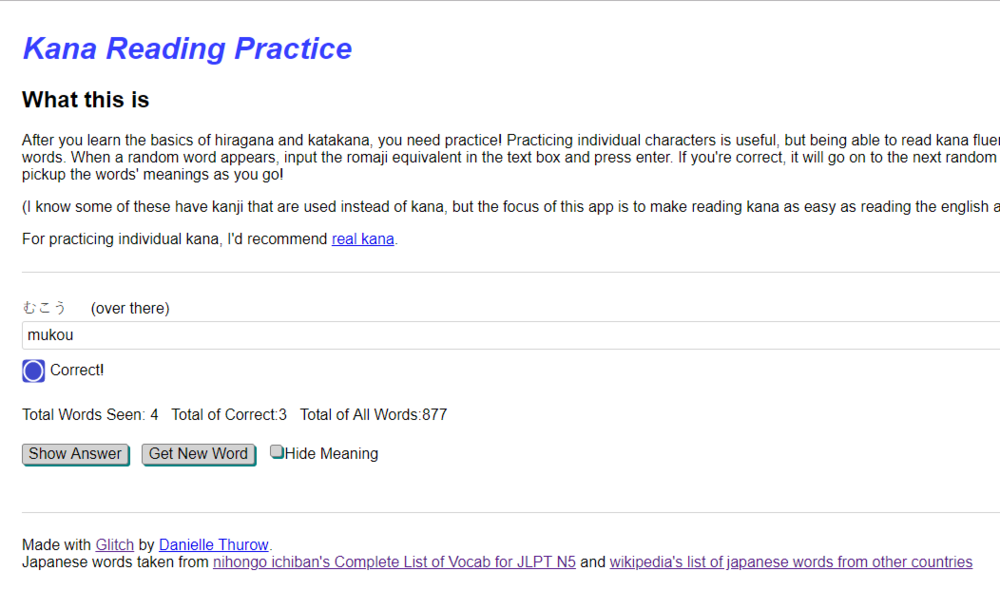 Kana Reading Practice
What this is
After you learn the basics of hiragana and katakana, you need practice! Practicing individual characters is useful, but being able to read kana
words. When a random word appears, input the romaji equivalent in the text box and press enter. If you're correct, it will go on to the next random
pickup the words' meanings as you go!
(I know some of these have kanji that are used instead of kana, but the focus of this app is to make reading kana as easy as reading the english
For practicing individual kana, I'd recommend real kana.
むこう (over there)
mukou
Correct!
Total Words Seen: 4 Total of Correct:3 Total of All Words:877
Show Answer Get New Word Hide Meaning
Made with Glitch by Danielle Thurow.
Japanese words taken from nihongo ichiban's Complete List of Vocab for JLPT N5 and wikipedia's list of japanese words from other countries